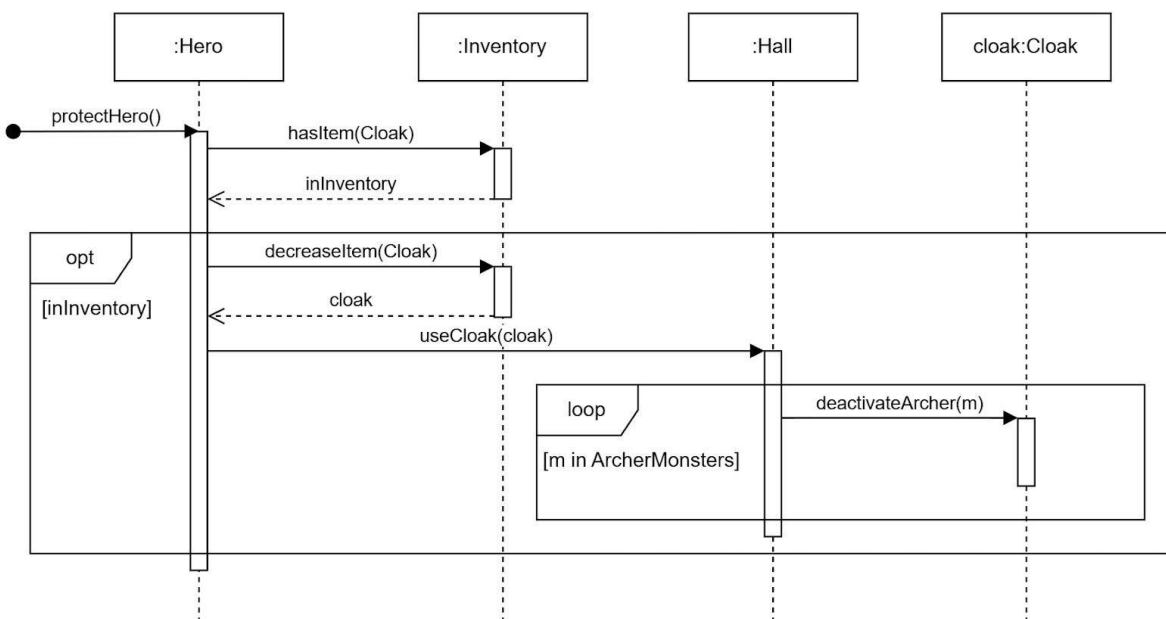 :Hero
:Inventory
:Hall
cloak:Cloak
protectHero()
hasItem(Cloak)
inInventory
opt
decreaseItem(Cloak)
[inInventory]
cloak
useCloak(cloak)
loop
deactivateArcher(m)
[m in ArcherMonsters]